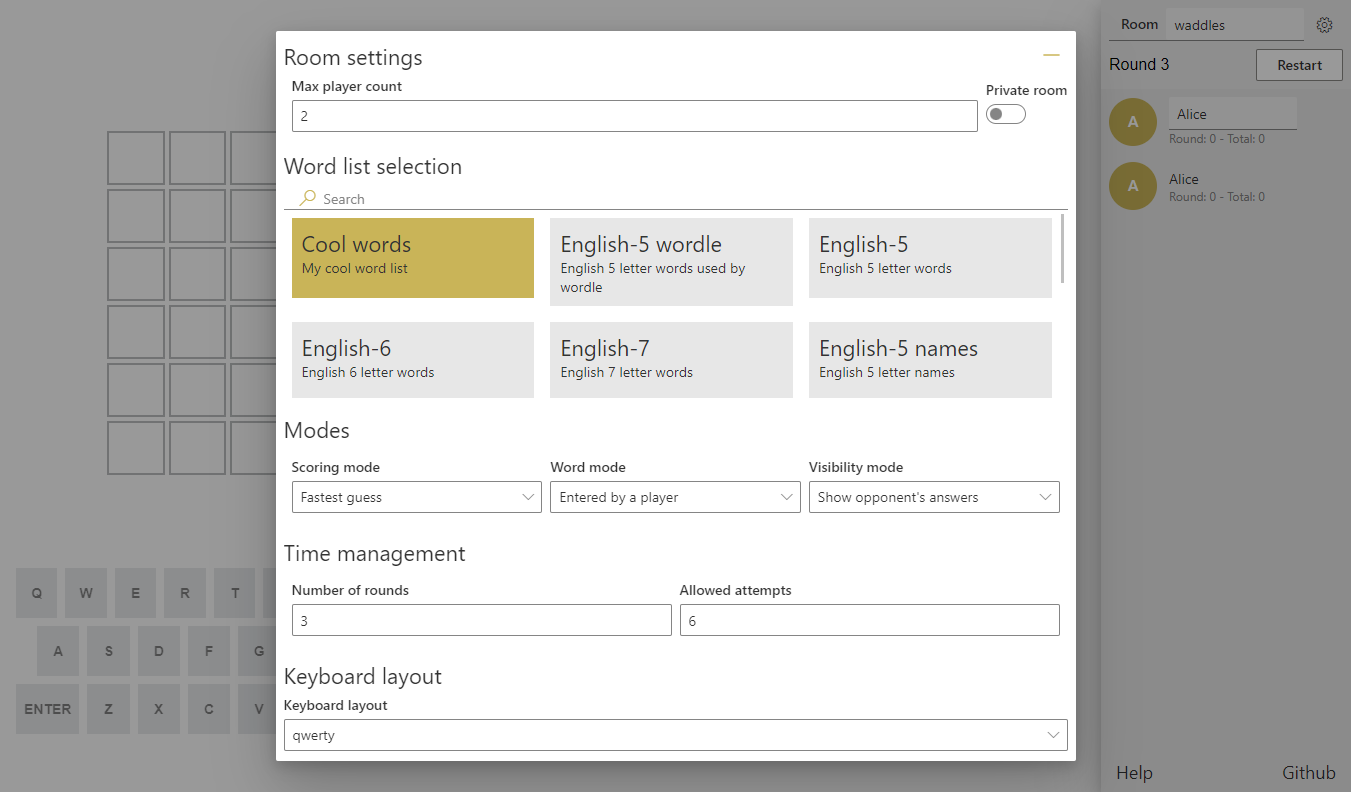 Room settings
Max player count
2
Private room
Word list selection
Search
Cool words
My cool word list
English-5 wordle
English 5 letter words used by
wordle
English-5
English 5 letter words
English-6
English 6 letter words
English-7
English 7 letter words
English-5 names
English 5 letter names
Modes
Scoring mode
Fastest guess
Word mode
Entered by a player
Visibility mode
Show opponent's answers
Time management
Number of rounds
3
Allowed attempts
6
Keyboard layout
Keyboard layout
qwerty
Q W E R T
A S D F G
ENTER Z X C V
Room waddles
Round 3
Restart
A
Alice
Round: 0 - Total: 0
A
Alice
Round: 0 - Total: 0
Help
Github